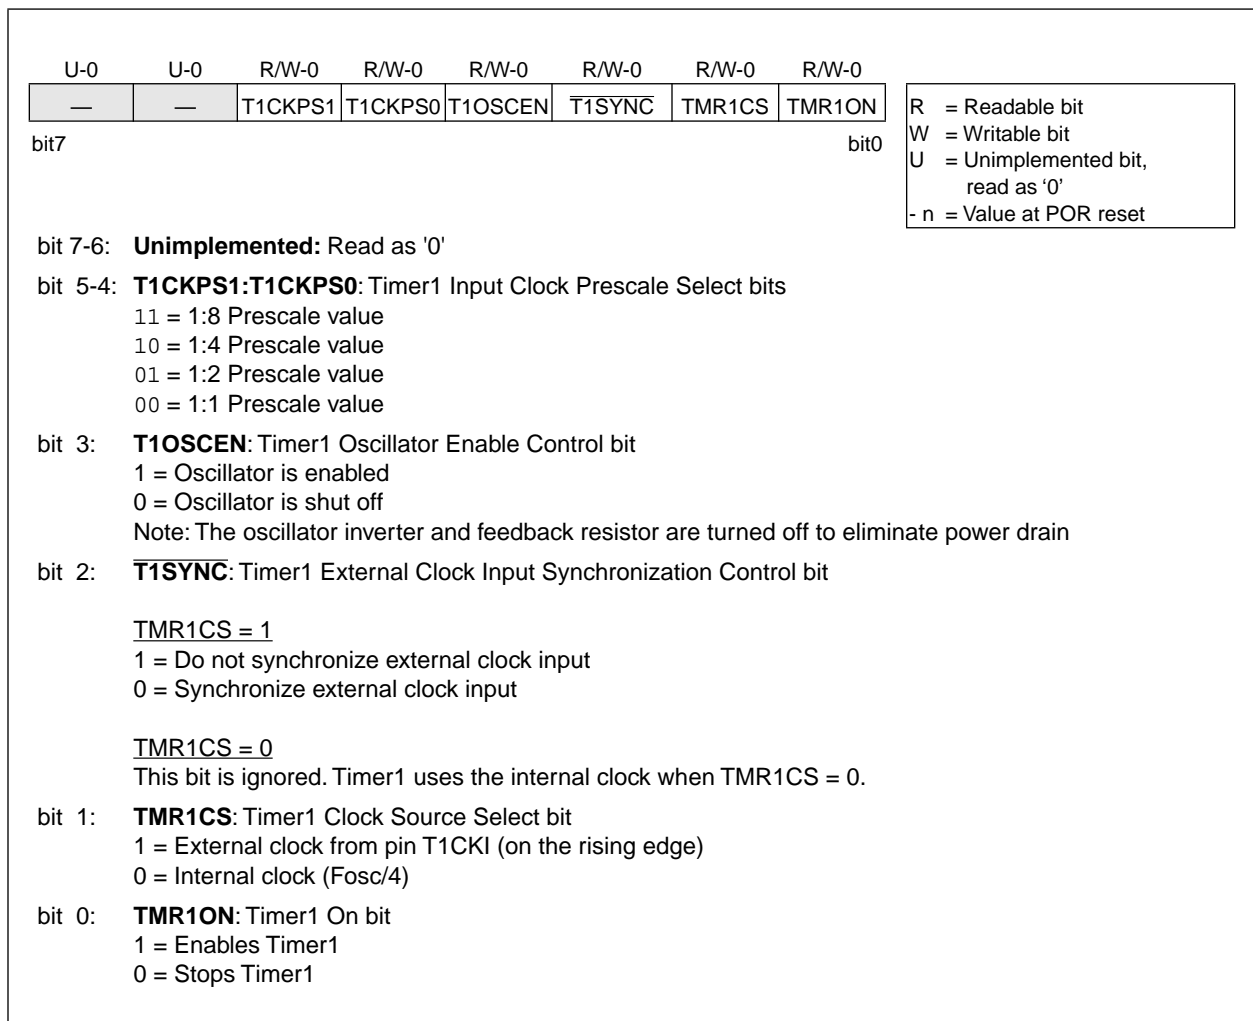 U-0 U-0 R/W-0 R/W-0 R/W-0 R/W-0 R/W-0 R/W-0
— — T1CKPS1 T1CKPS0 T1OSCEN T1SYNC TMR1CS TMR1ON
bit7 bit0
R = Readable bit
W = Writable bit
U = Unimplemented bit,
read as ‘0’
- n = Value at POR reset
bit 7-6: Unimplemented: Read as '0'
bit 5-4: T1CKPS1:T1CKPS0: Timer1 Input Clock Prescale Select bits
11 = 1:8 Prescale value
10 = 1:4 Prescale value
01 = 1:2 Prescale value
00 = 1:1 Prescale value
bit 3: T1OSCEN: Timer1 Oscillator Enable Control bit
1 = Oscillator is enabled
0 = Oscillator is shut off
Note: The oscillator inverter and feedback resistor are turned off to eliminate power drain
bit 2: T1SYNC: Timer1 External Clock Input Synchronization Control bit
TMR1CS = 1
1 = Do not synchronize external clock input
0 = Synchronize external clock input
TMR1CS = 0
This bit is ignored. Timer1 uses the internal clock when TMR1CS = 0.
bit 1: TMR1CS: Timer1 Clock Source Select bit
1 = External clock from pin T1CKI (on the rising edge)
0 = Internal clock (Fosc/4)
bit 0: TMR1ON: Timer1 On bit
1 = Enables Timer1
0 = Stops Timer1